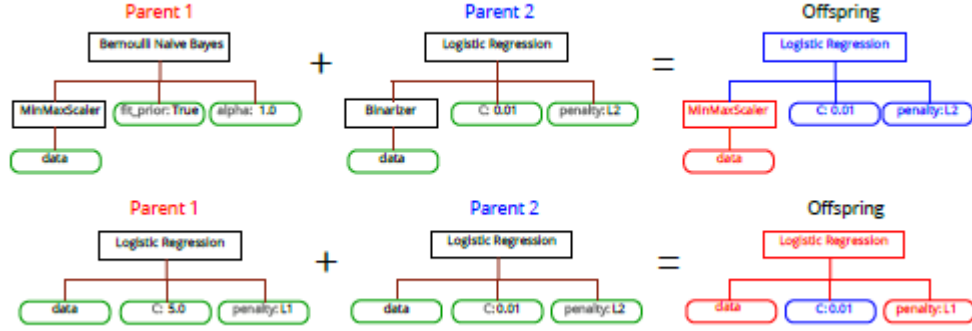 Parent 1
Parent 2
Offspring
Bernoulli Naive Bayes
+
Logistic Regression
=
Logistic Regression
MinMaxScaler
fit_prior: True
alpha: 1.0
Binarizer
C: 0.01
penalty: L2
MinMaxScaler
C: 0.01
penalty: L2
data
data
data
Parent 1
Parent 2
Offspring
Logistic Regression
+
Logistic Regression
=
Logistic Regression
data
C: 5.0
penalty: L1
data
C: 0.01
penalty: L2
data
C: 0.01
penalty: L1